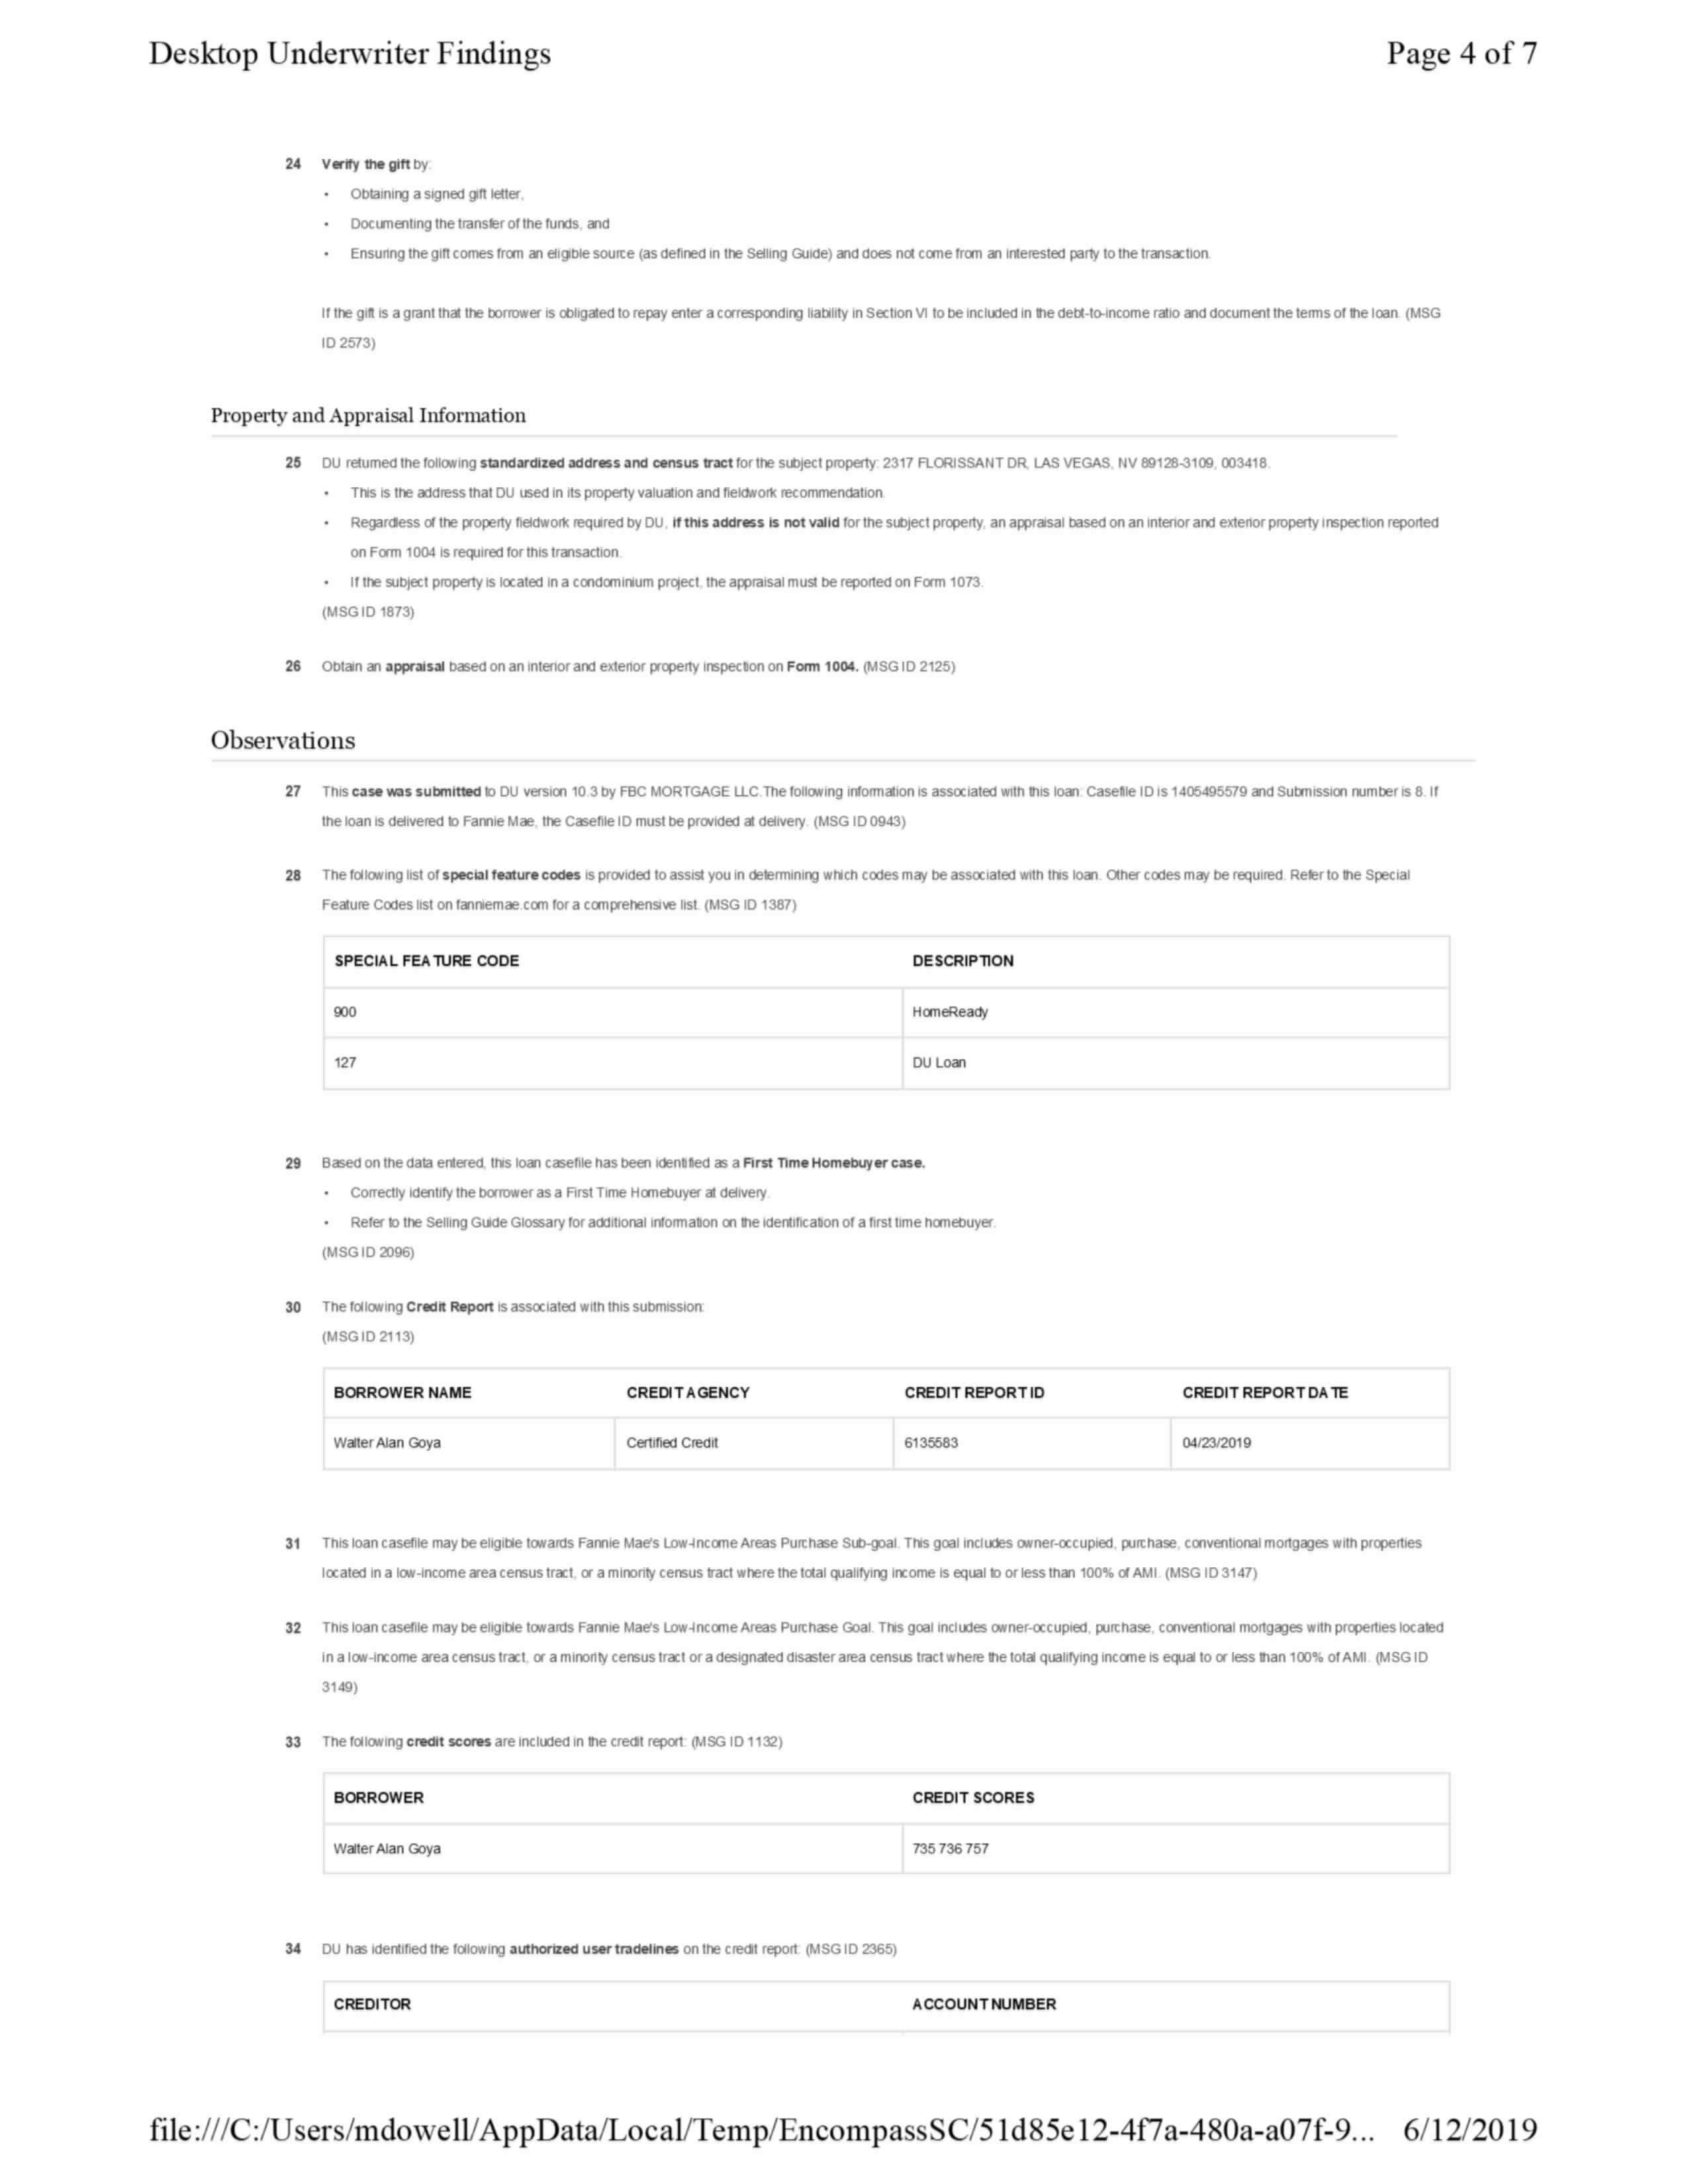 Desktop Underwriter Findings Page 4 of 7
24 Verify the gift by:
• Obtaining a signed gift letter,
• Documenting the transfer of the funds, and
• Ensuring the gift comes from an eligible source (as defined in the Selling Guide) and does not come from an interested party to the transaction.
If the gift is a grant that the borrower is obligated to repay enter a corresponding liability in Section VI to be included in the debt-to-income ratio and document the terms of the loan. (MSG
ID 2573)
Property and Appraisal Information
25 DU returned the following standardized address and census tract for the subject property: 2317 FLORISSANT DR, LAS VEGAS, NV 89128-3109, 003418.
• This is the address that DU used in its property valuation and fieldwork recommendation.
• Regardless of the property fieldwork required by DU, if this address is not valid for the subject property, an appraisal based on an interior and exterior property inspection reported
on Form 1004 is required for this transaction.
• If the subject property is located in a condominium project, the appraisal must be reported on Form 1073.
(MSG ID 1873)
26 Obtain an appraisal based on an interior and exterior property inspection on Form 1004. (MSG ID 2125)
Observations
27 This case was submitted to DU version 10.3 by FBC MORTGAGE LLC.The following information is associated with this loan: Casefile ID is 1405495579 and Submission number is 8. If
the loan is delivered to Fannie Mae, the Casefile ID must be provided at delivery. (MSG ID 0943)
28 The following list of special feature codes is provided to assist you in determining which codes may be associated with this loan. Other codes may be required. Refer to the Special
Feature Codes list on fanniemae.com for a comprehensive list. (MSG ID 1387)
SPECIAL FEATURE CODE DESCRIPTION
900 HomeReady
127 DU Loan
29 Based on the data entered, this loan casefile has been identified as a First Time Homebuyer case.
• Correctly identify the borrower as a First Time Homebuyer at delivery.
• Refer to the Selling Guide Glossary for additional information on the identification of a first time homebuyer.
(MSG ID 2096)
30 The following Credit Report is associated with this submission:
(MSG ID 2113)
BORROWER NAME CREDIT AGENCY CREDIT REPORT ID CREDIT REPORT DATE
Walter Alan Goya Certified Credit 6135583 04/23/2019
31 This loan casefile may be eligible towards Fannie Mae's Low-Income Areas Purchase Sub-goal. This goal includes owner-occupied, purchase, conventional mortgages with properties
located in a low-income area census tract, or a minority census tract where the total qualifying income is equal to or less than 100% of AMI. (MSG ID 3147)
32 This loan casefile may be eligible towards Fannie Mae's Low-Income Areas Purchase Goal. This goal includes owner-occupied, purchase, conventional mortgages with properties located
in a low-income area census tract, or a minority census tract or a designated disaster area census tract where the total qualifying income is equal to or less than 100% of AMI. (MSG ID
3149)
33 The following credit scores are included in the credit report: (MSG ID 1132)
BORROWER CREDIT SCORES
Walter Alan Goya 735 736 757
34 DU has identified the following authorized user tradelines on the credit report: (MSG ID 2365)
CREDITOR ACCOUNT NUMBER
file:///C:/Users/mdowell/AppData/Local/Temp/EncompassSC/51d85e12-4f7a-480a-a07f-9... 6/12/2019